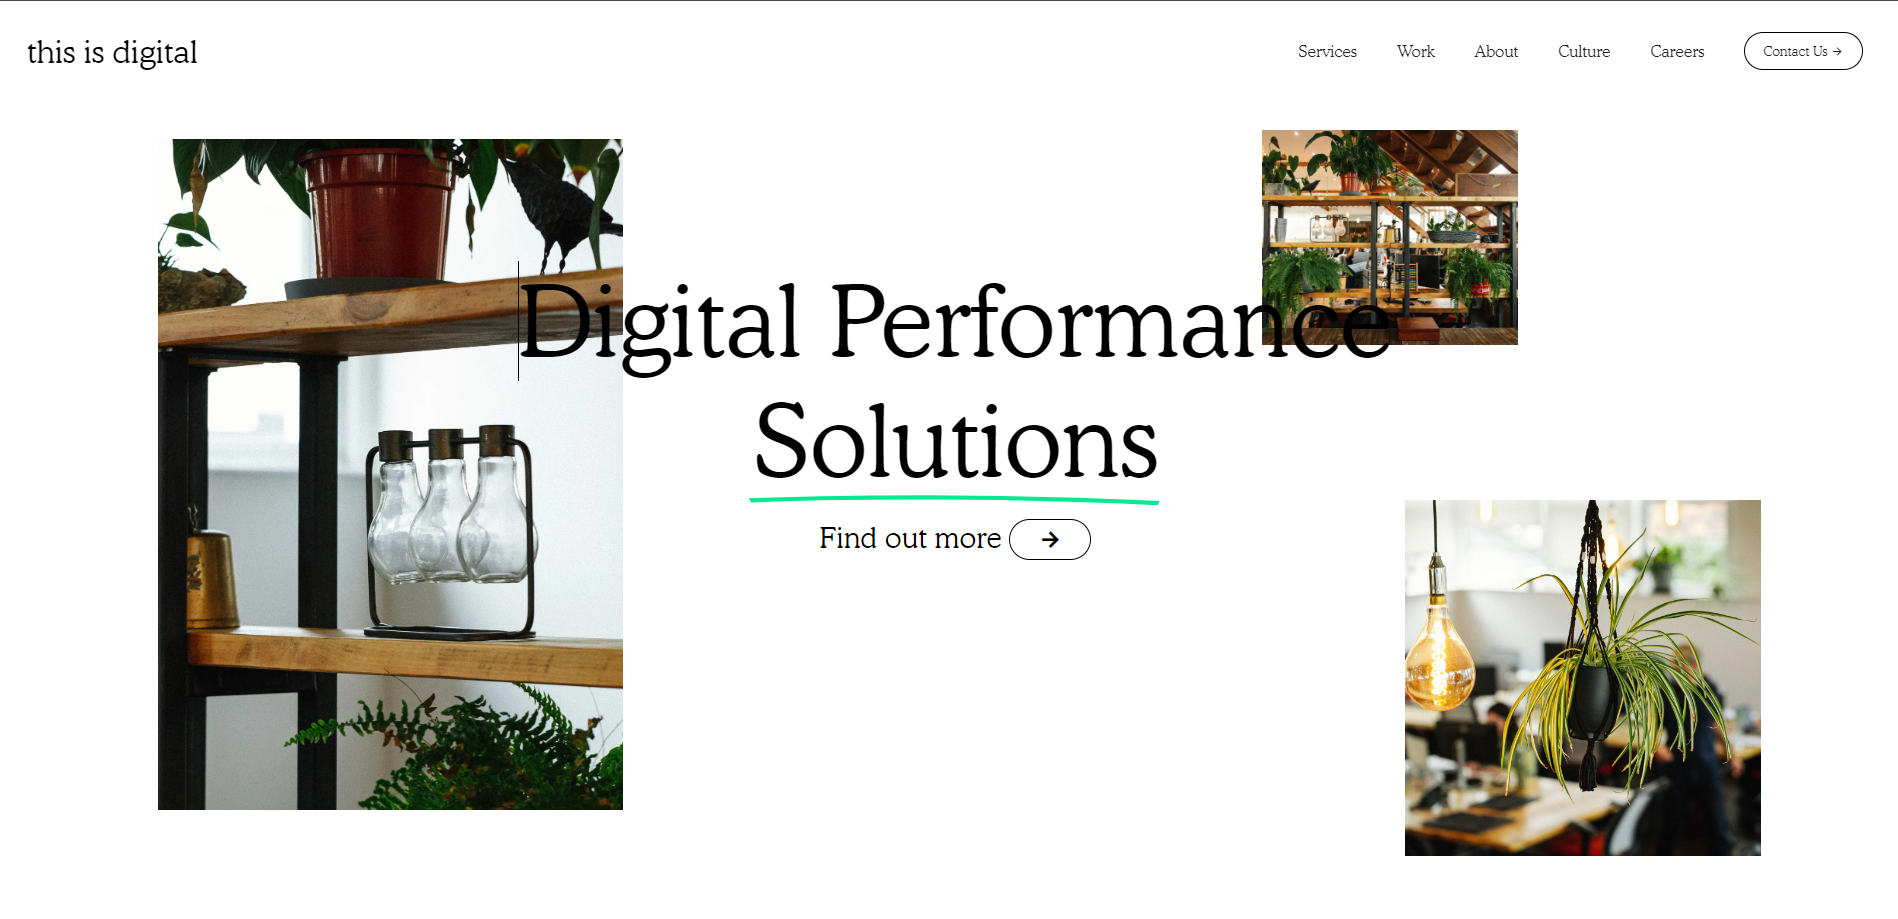 this is digital
Services Work About Culture Careers Contact Us →
Digital Performance
Solutions
Find out more →